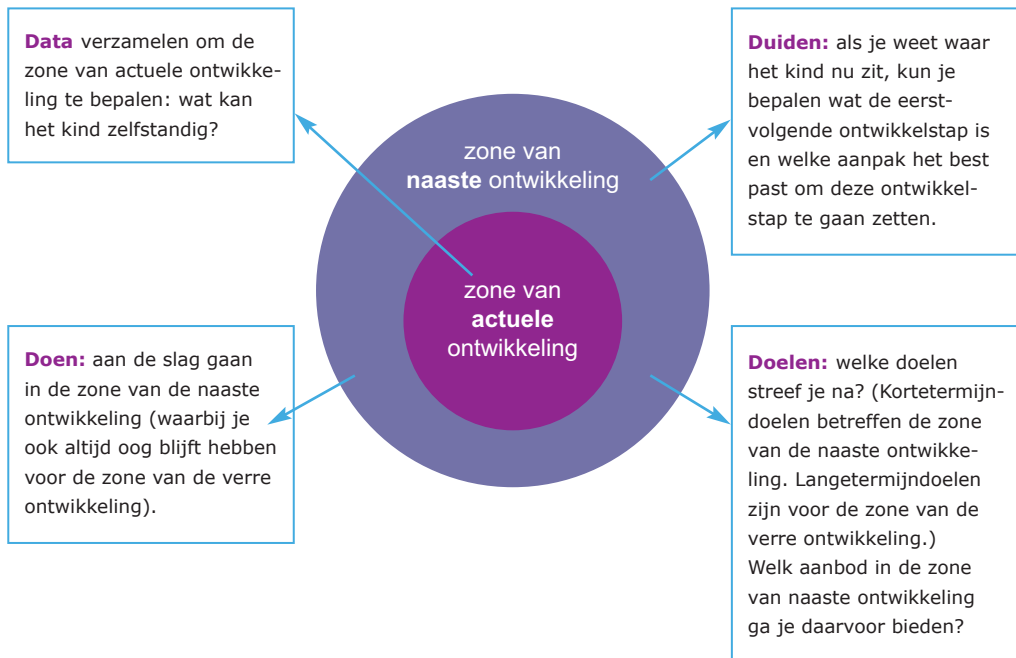 Data verzamelen om de
zone van actuele ontwikke-
ling te bepalen: wat kan
het kind zelfstandig?
Duiden: als je weet waar
het kind nu zit, kun je
bepalen wat de eerst-
volgende ontwikkelstap is
en welke aanpak het best
past om deze ontwikkel-
stap te gaan zetten.
zone van
naaste ontwikkeling
zone van
actuele
ontwikkeling
Doen: aan de slag gaan
in de zone van de naaste
ontwikkeling (waarbij je
ook altijd oog blijft hebben
voor de zone van de verre
ontwikkeling).
Doelen: welke doelen
streef je na? (Kortetermijn-
doelen betreffen de zone
van de naaste ontwikke-
ling. Langetermijndoelen
zijn voor de zone van de
verre ontwikkeling.)
Welk aanbod in de zone
van naaste ontwikkeling
ga je daarvoor bieden?